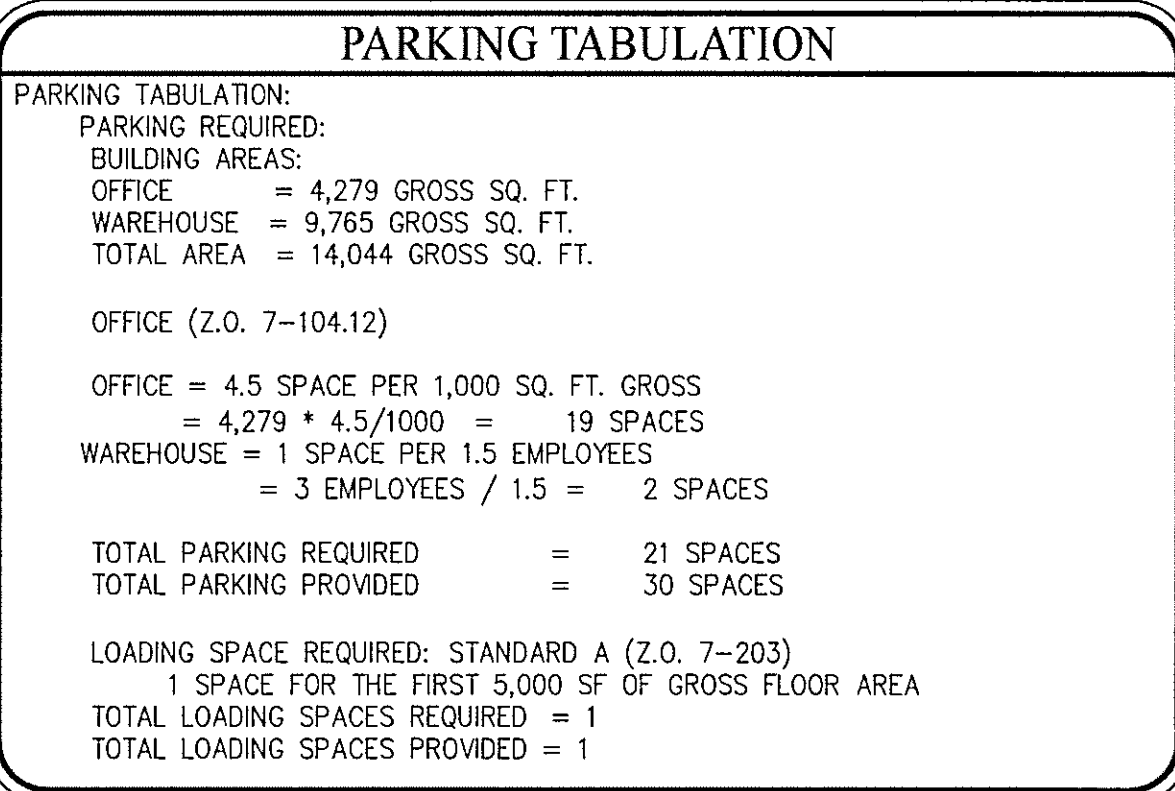 PARKING TABULATION
PARKING TABULATION:
PARKING REQUIRED:
BUILDING AREAS:
OFFICE = 4,279 GROSS SQ. FT.
WAREHOUSE = 9,765 GROSS SQ. FT.
TOTAL AREA = 14,044 GROSS SQ. FT.
OFFICE (Z.O. 7-104.12)
OFFICE = 4.5 SPACE PER 1,000 SQ. FT. GROSS
= 4,279 * 4.5/1000 = 19 SPACES
WAREHOUSE = 1 SPACE PER 1.5 EMPLOYEES
= 3 EMPLOYEES / 1.5 = 2 SPACES
TOTAL PARKING REQUIRED = 21 SPACES
TOTAL PARKING PROVIDED = 30 SPACES
LOADING SPACE REQUIRED: STANDARD A (Z.O. 7-203)
1 SPACE FOR THE FIRST 5,000 SF OF GROSS FLOOR AREA
TOTAL LOADING SPACES REQUIRED = 1
TOTAL LOADING SPACES PROVIDED = 1